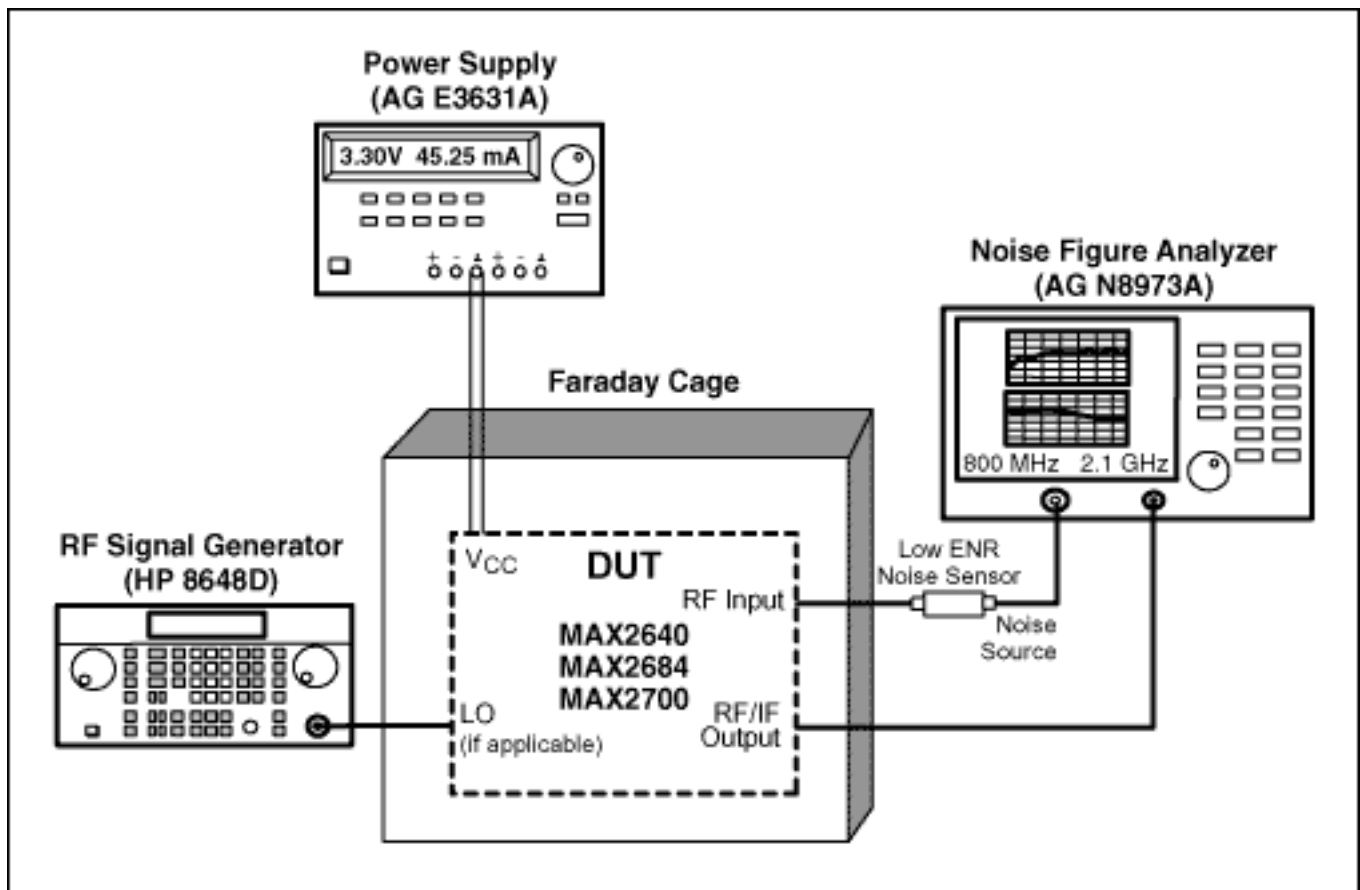 Power Supply
(AG E3631A)
3.30V 45.25 mA
+ - + -
Noise Figure Analyzer
(AG N8973A)
800 MHz 2.1 GHz
Faraday Cage
RF Signal Generator
(HP 8648D)
VCC
DUT
RF Input
Low ENR
Noise Sensor
Noise
Source
MAX2640
MAX2684
MAX2700
LO
(if applicable)
RF/IF
Output